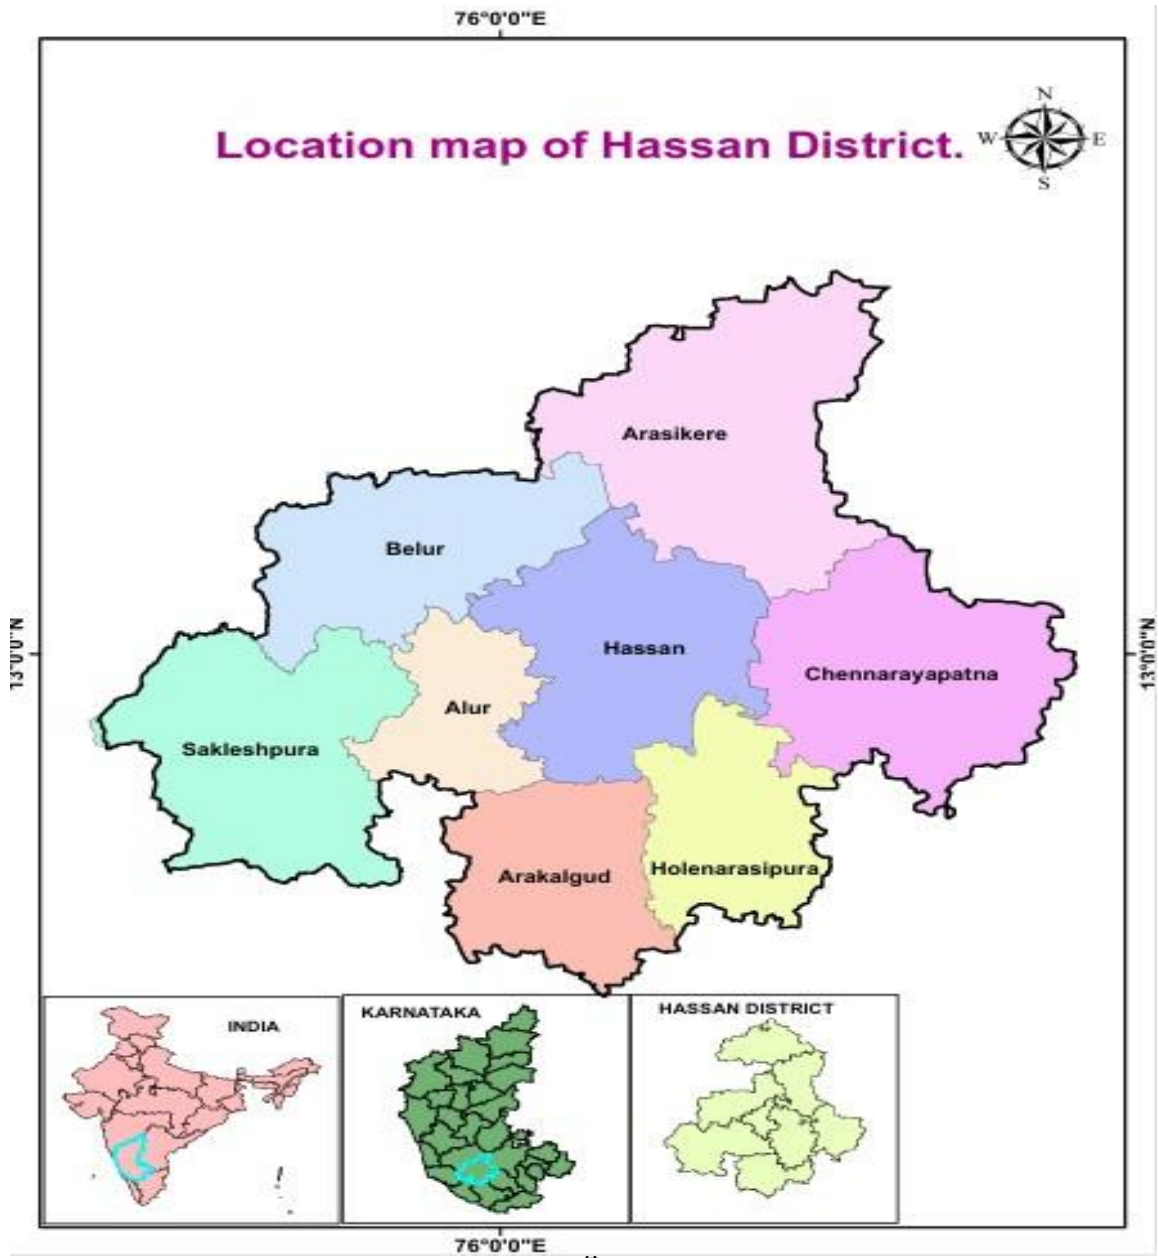 76°0'0"E
N
W E
S
Location map of Hassan District.
Arasikere
Belur
13°0'0"N
13°0'0"N
Hassan
Chennarayapatna
Alur
Sakleshpura
Arakalgud
Holenarasipura
INDIA
KARNATAKA
HASSAN DISTRICT
76°0'0"E